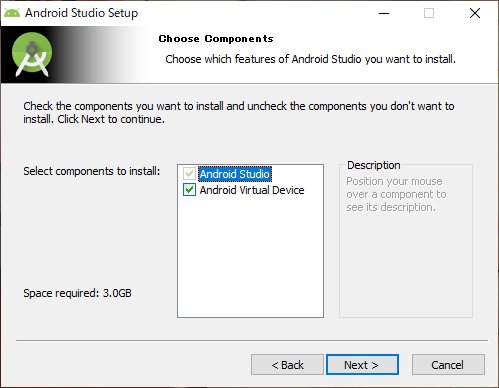 Android Studio Setup
Choose Components
Choose which features of Android Studio you want to install.
Check the components you want to install and uncheck the components you don't want to
install. Click Next to continue.
Select components to install:
Android Studio
Android Virtual Device
Description
Position your mouse
over a component to
see its description.
Space required: 3.0GB
< Back
Next >
Cancel